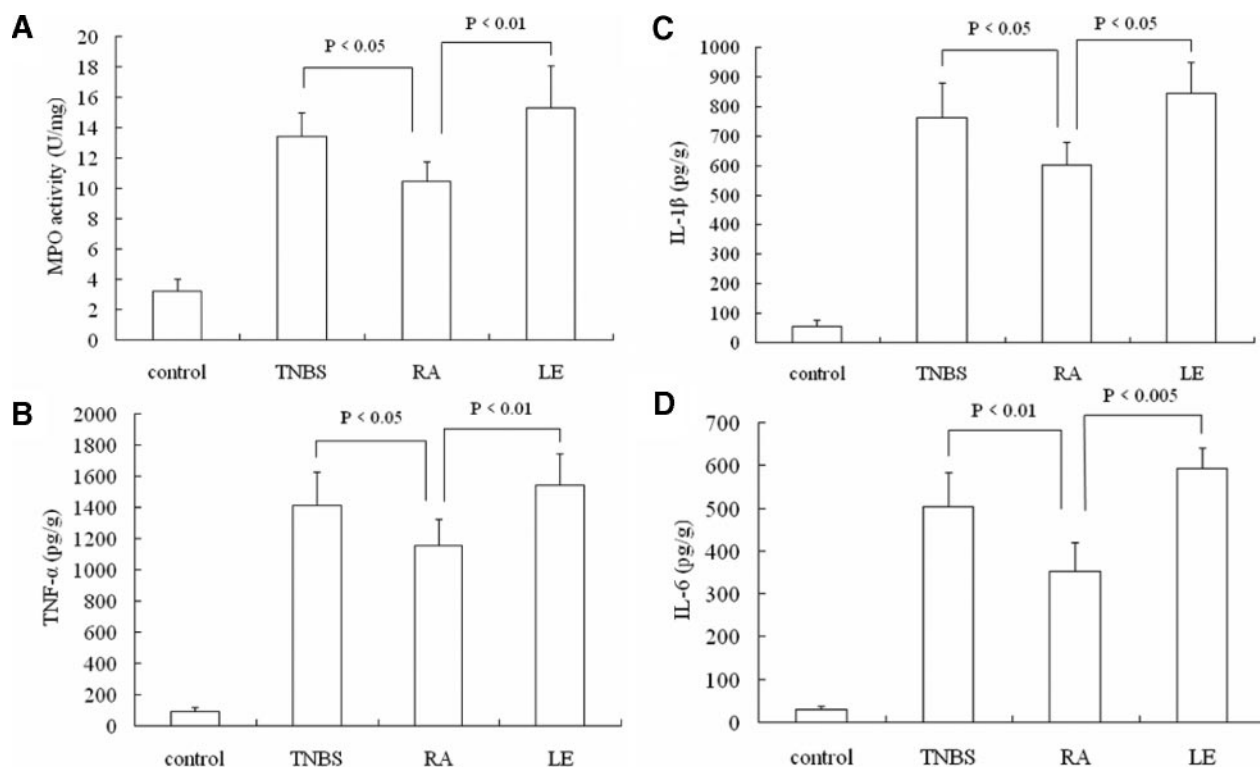 A
P < 0.05
P < 0.01
MPO activity (U/mg)
20
18
16
14
12
10
8
6
4
2
0
control TNBS RA LE
B
P < 0.05
P < 0.01
TNF-α (pg/g)
2000
1800
1600
1400
1200
1000
800
600
400
200
0
control TNBS RA LE
C
P < 0.05
P < 0.05
IL-1β (pg/g)
1000
900
800
700
600
500
400
300
200
100
0
control TNBS RA LE
D
P < 0.01
P < 0.005
IL-6 (pg/g)
700
600
500
400
300
200
100
0
control TNBS RA LE